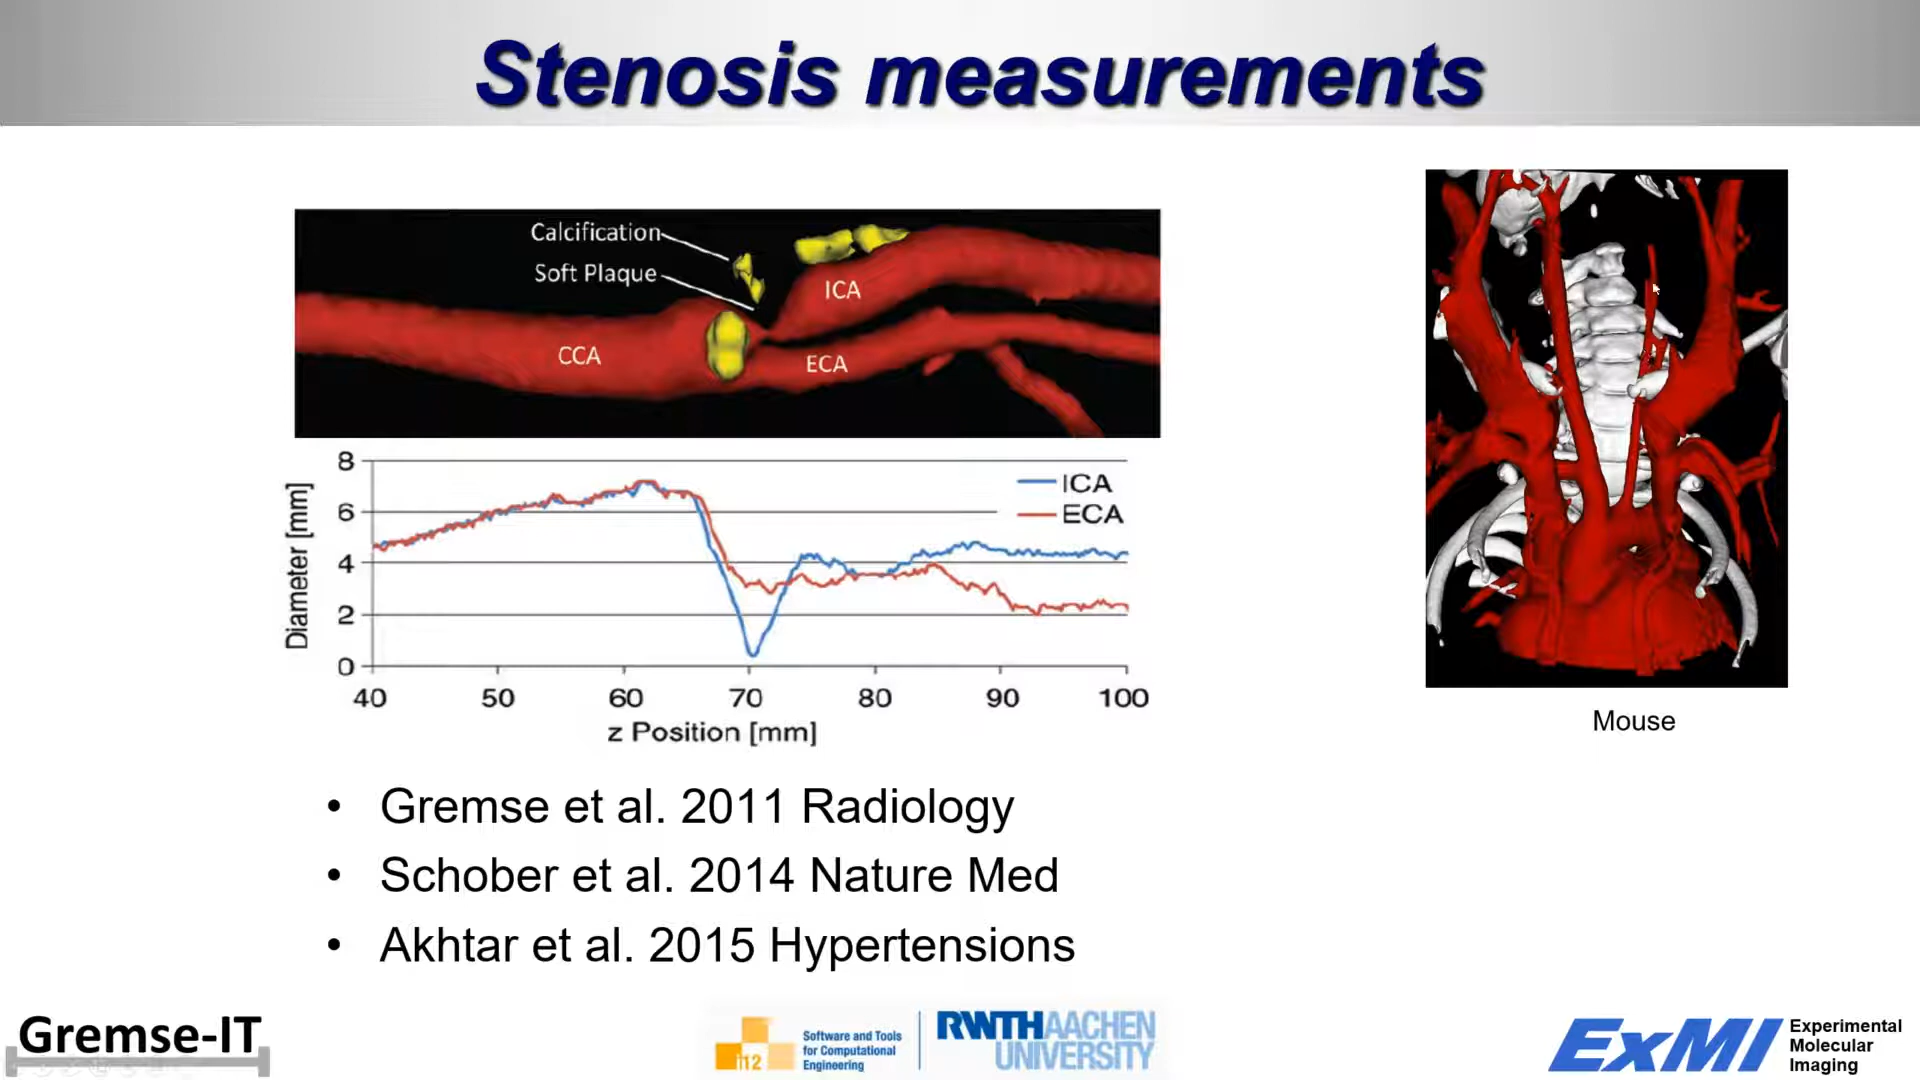 Stenosis measurements
Calcification
Soft Plaque
ICA
CCA
ECA
8
6
4
2
0
Diameter [mm]
ICA
ECA
40 50 60 70 80 90 100
z Position [mm]
Mouse
• Gremse et al. 2011 Radiology
• Schober et al. 2014 Nature Med
• Akhtar et al. 2015 Hypertensions
Gremse-IT
i12
Software and Tools
for Computational
Engineering
RWTHAACHEN
UNIVERSITY
ExMI
Experimental
Molecular
Imaging